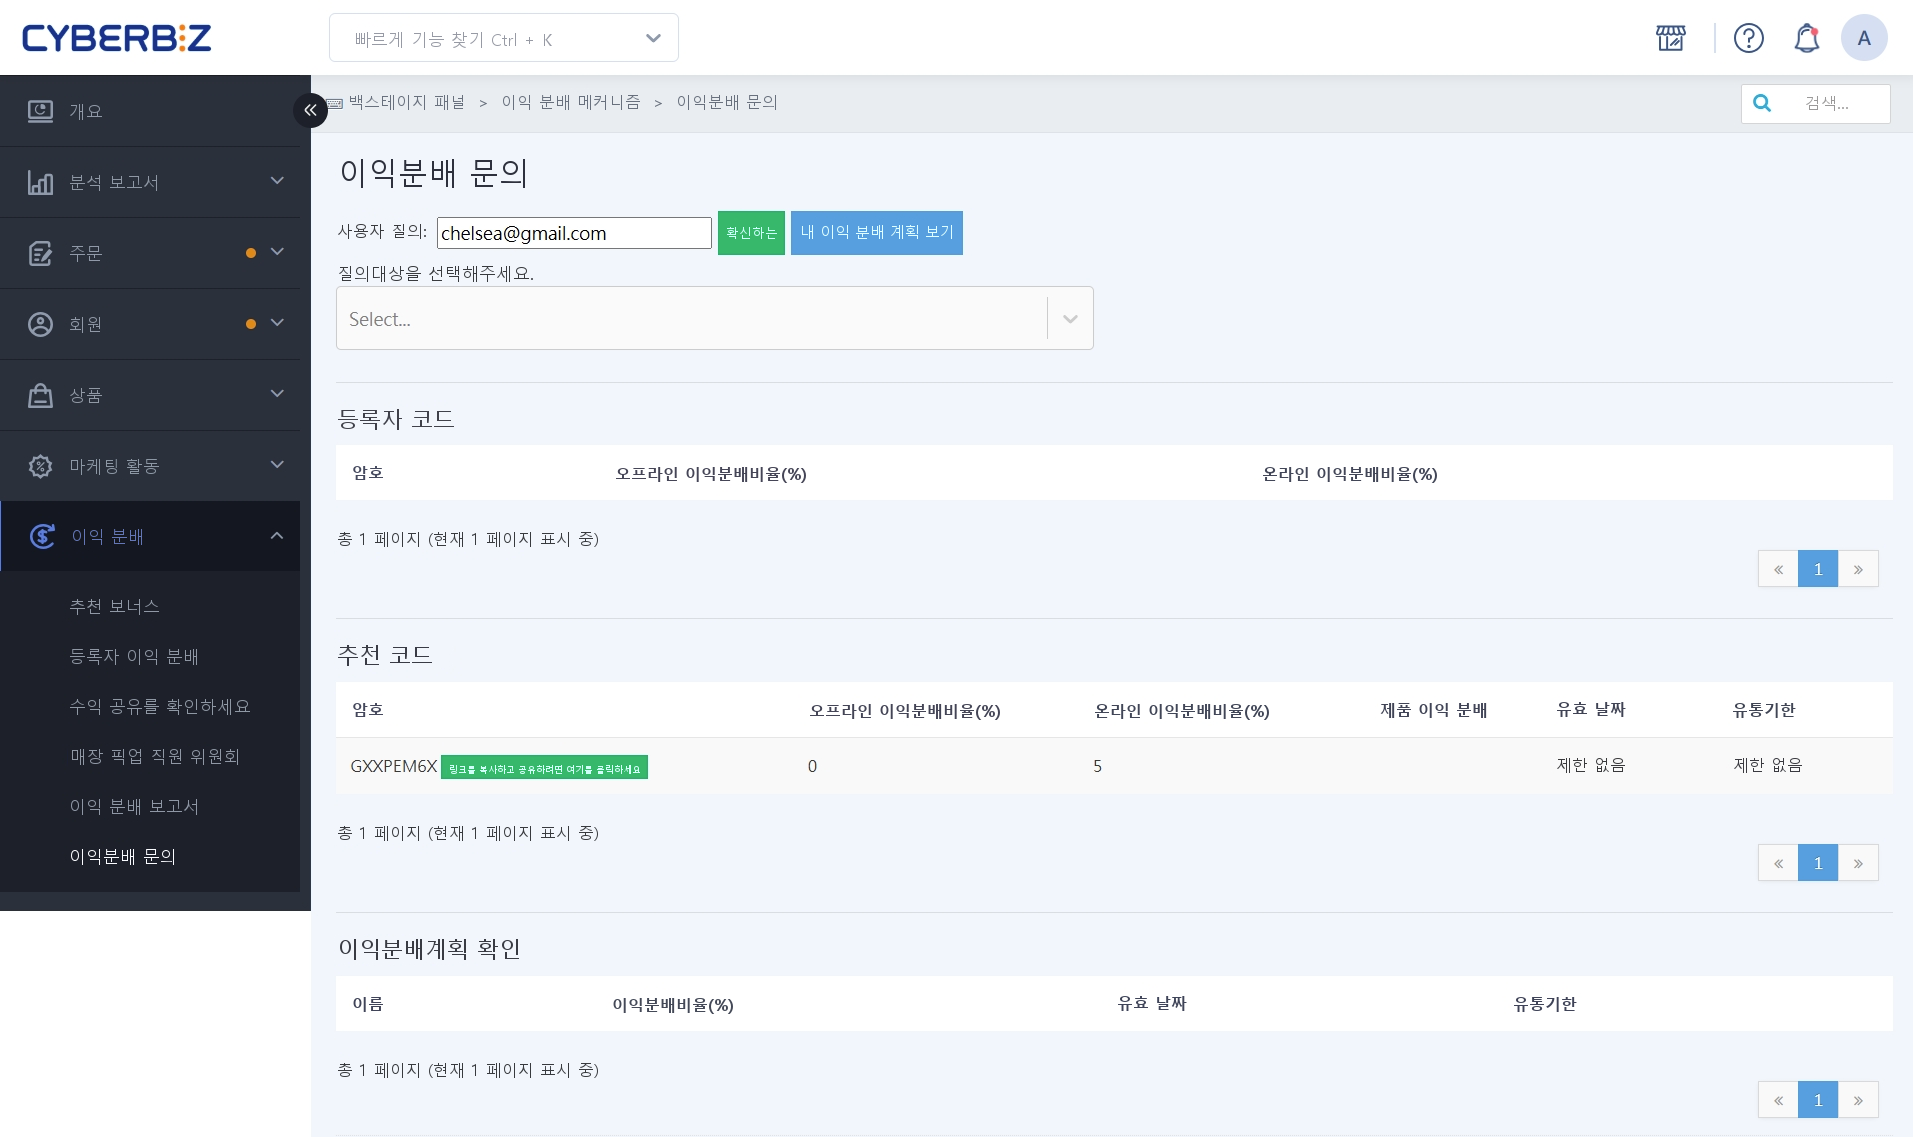 CYBERBIZ
빠르게 기능 찾기 Ctrl + K
A
개요
백스테이지 패널 > 이익 분배 메커니즘 > 이익분배 문의
검색...
분석 보고서
주문
회원
상품
마케팅 활동
이익 분배
추천 보너스
등록자 이익 분배
수익 공유를 확인하세요
매장 픽업 직원 위원회
이익 분배 보고서
이익분배 문의
이익분배 문의
사용자 질의: chelsea@gmail.com 확신하는 내 이익 분배 계획 보기
질의대상을 선택해주세요.
Select...
등록자 코드
암호 오프라인 이익분배비율(%) 온라인 이익분배비율(%)
총 1 페이지 (현재 1 페이지 표시 중)
« 1 »
추천 코드
암호 오프라인 이익분배비율(%) 온라인 이익분배비율(%) 제품 이익 분배 유효 날짜 유통기한
GXXPEM6X 링크를 복사하고 공유하려면 여기를 클릭하세요 0 5 제한 없음 제한 없음
총 1 페이지 (현재 1 페이지 표시 중)
« 1 »
이익분배계획 확인
이름 이익분배비율(%) 유효 날짜 유통기한
총 1 페이지 (현재 1 페이지 표시 중)
« 1 »